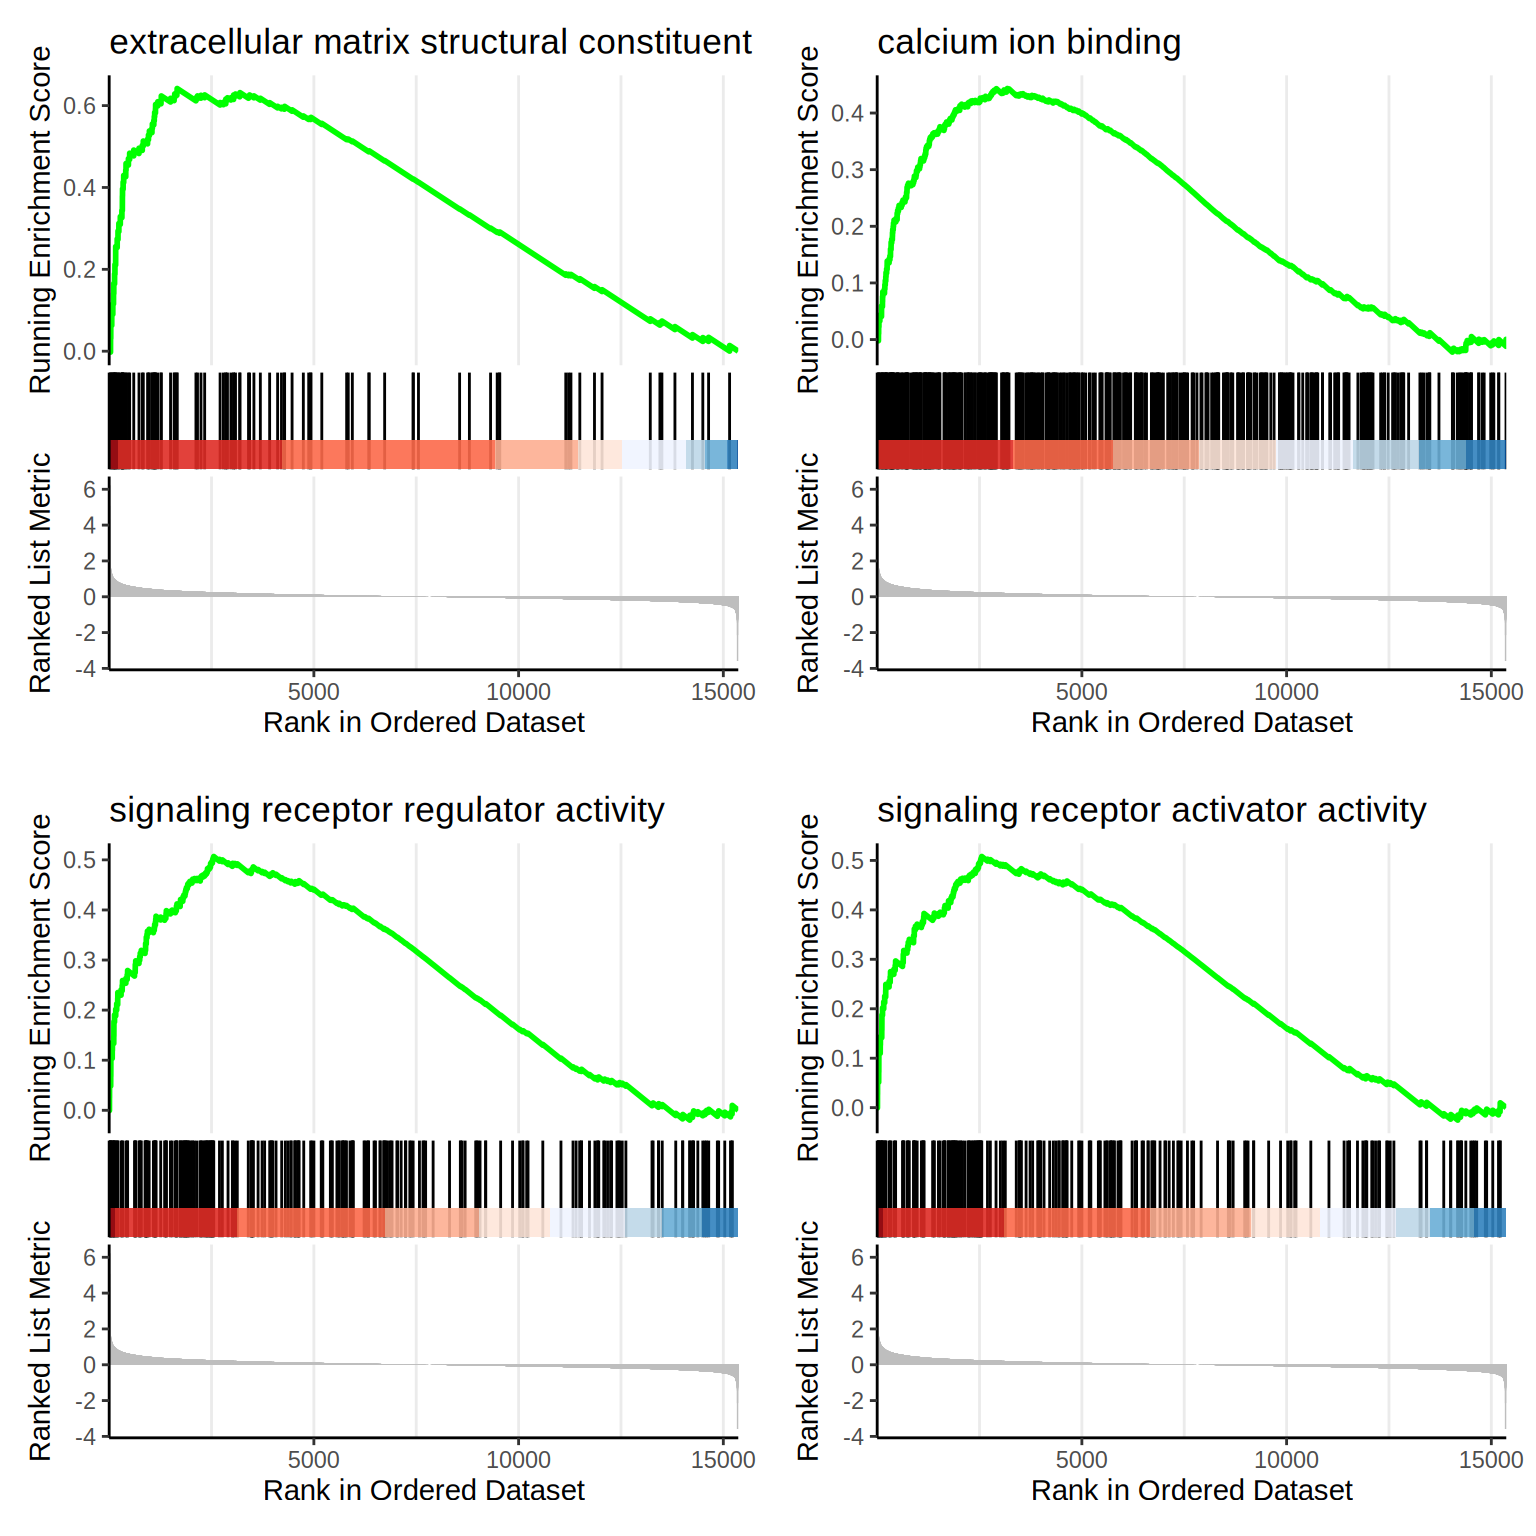 extracellular matrix structural constituent
Running Enrichment Score
0.6
0.4
0.2
0.0
Ranked List Metric
6
4
2
0
-2
-4
5000 10000 15000
Rank in Ordered Dataset
calcium ion binding
Running Enrichment Score
0.4
0.3
0.2
0.1
0.0
Ranked List Metric
6
4
2
0
-2
-4
5000 10000 15000
Rank in Ordered Dataset
signaling receptor regulator activity
Running Enrichment Score
0.5
0.4
0.3
0.2
0.1
0.0
Ranked List Metric
6
4
2
0
-2
-4
5000 10000 15000
Rank in Ordered Dataset
signaling receptor activator activity
Running Enrichment Score
0.5
0.4
0.3
0.2
0.1
0.0
Ranked List Metric
6
4
2
0
-2
-4
5000 10000 15000
Rank in Ordered Dataset